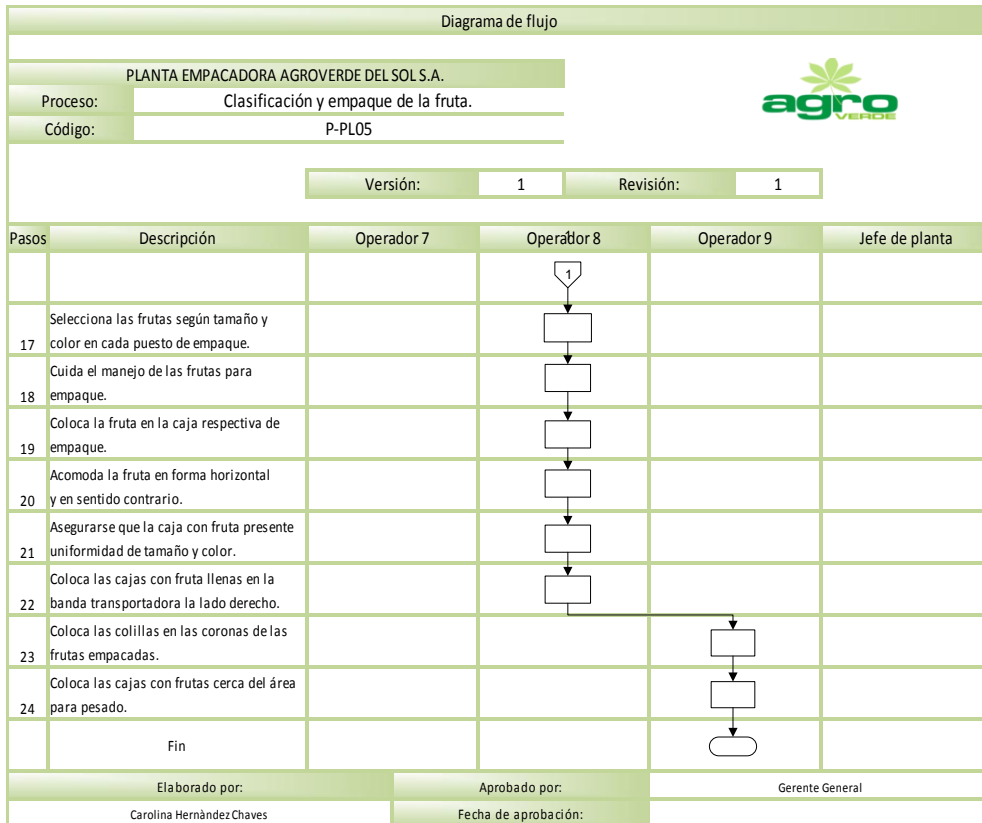 Diagrama de flujo
PLANTA EMPACADORA AGROVERDE DEL SOL S.A.
Proceso: Clasificación y empaque de la fruta.
Código: P-PL05
agro
VERDE
Versión: 1 Revisión: 1
Pasos Descripción Operador 7 Operador 8 Operador 9 Jefe de planta
1
Selecciona las frutas según tamaño y
17 color en cada puesto de empaque.
Cuida el manejo de las frutas para
18 empaque.
Coloca la fruta en la caja respectiva de
19 empaque.
Acomoda la fruta en forma horizontal
20 y en sentido contrario.
Asegurarse que la caja con fruta presente
21 uniformidad de tamaño y color.
Coloca las cajas con fruta llenas en la
22 banda transportadora la lado derecho.
Coloca las colillas en las coronas de las
23 frutas empacadas.
Coloca las cajas con frutas cerca del área
24 para pesado.
Fin
Elaborado por: Aprobado por: Gerente General
Carolina Hernàndez Chaves Fecha de aprobación: